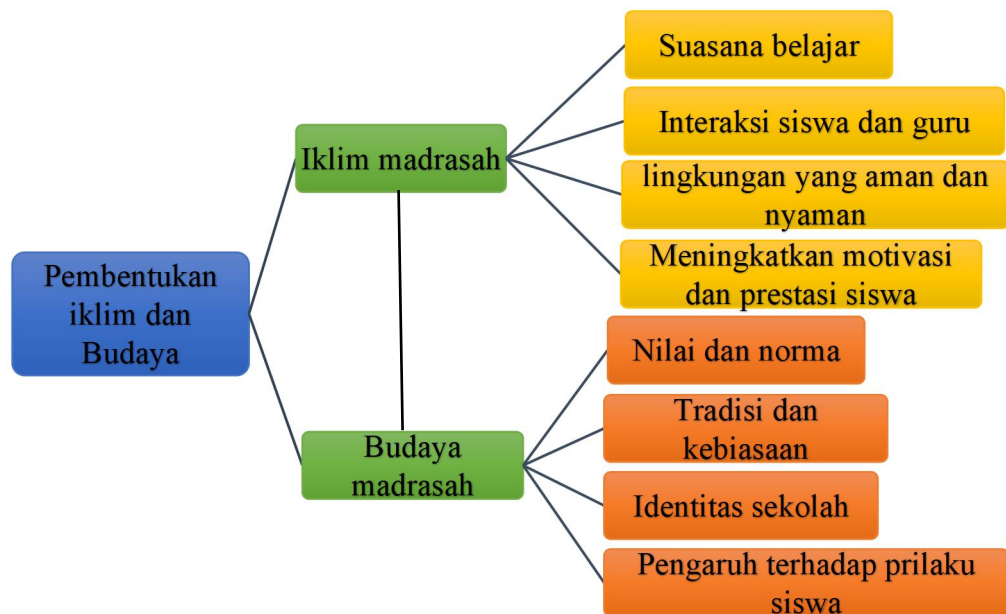 Pembentukan
iklim dan
Budaya
Iklim madrasah
Budaya
madrasah
Suasana belajar
Interaksi siswa dan guru
lingkungan yang aman dan
nyaman
Meningkatkan motivasi
dan prestasi siswa
Nilai dan norma
Tradisi dan
kebiasaan
Identitas sekolah
Pengaruh terhadap prilaku
siswa